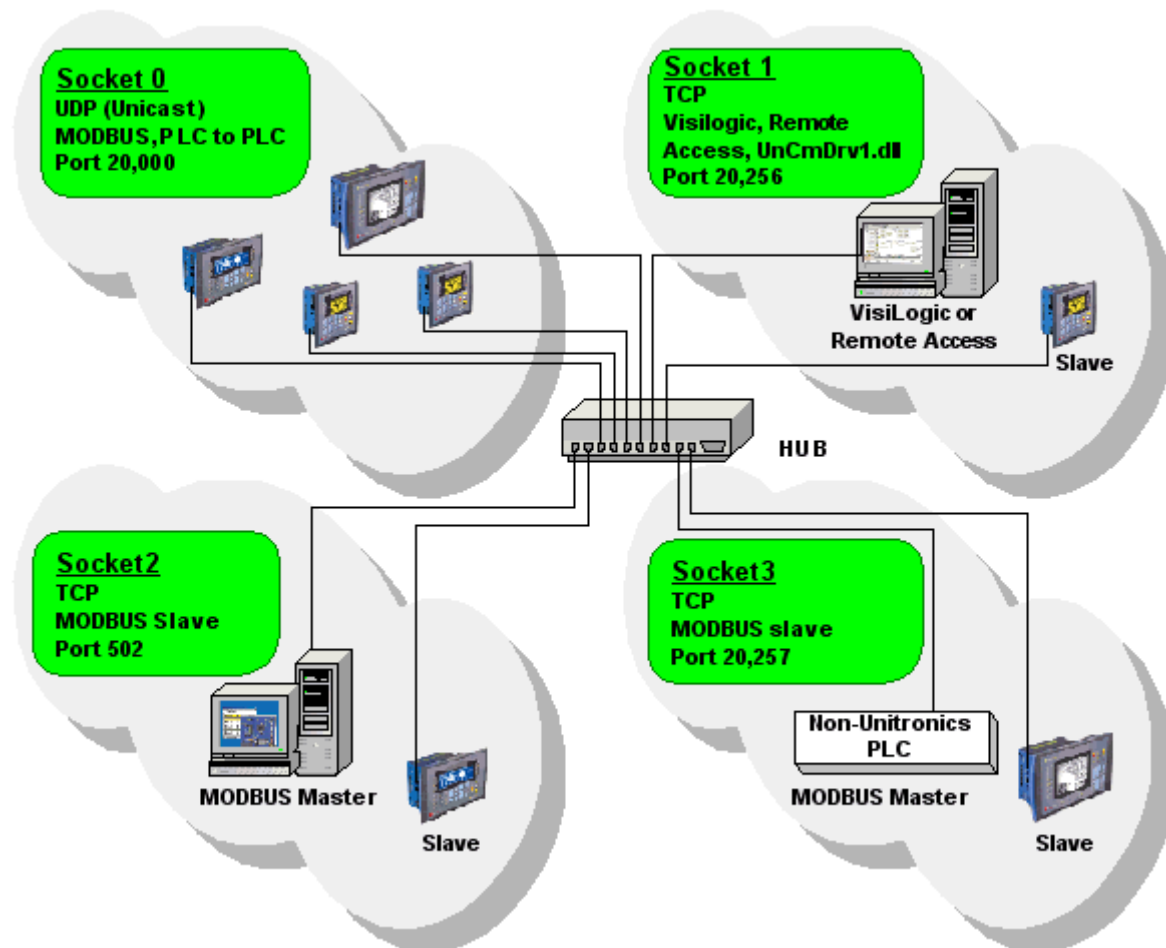 Socket 0
UDP (Unicast)
MODBUS, PLC to PLC
Port 20,000
Socket 1
TCP
Visilogic, Remote
Access, UnCmDrv1.dll
Port 20,256
VisiLogic or
Remote Access
Slave
HUB
Socket2
TCP
MODBUS Slave
Port 502
MODBUS Master
Slave
Socket3
TCP
MODBUS slave
Port 20,257
Non-Unitronics
PLC
MODBUS Master
Slave